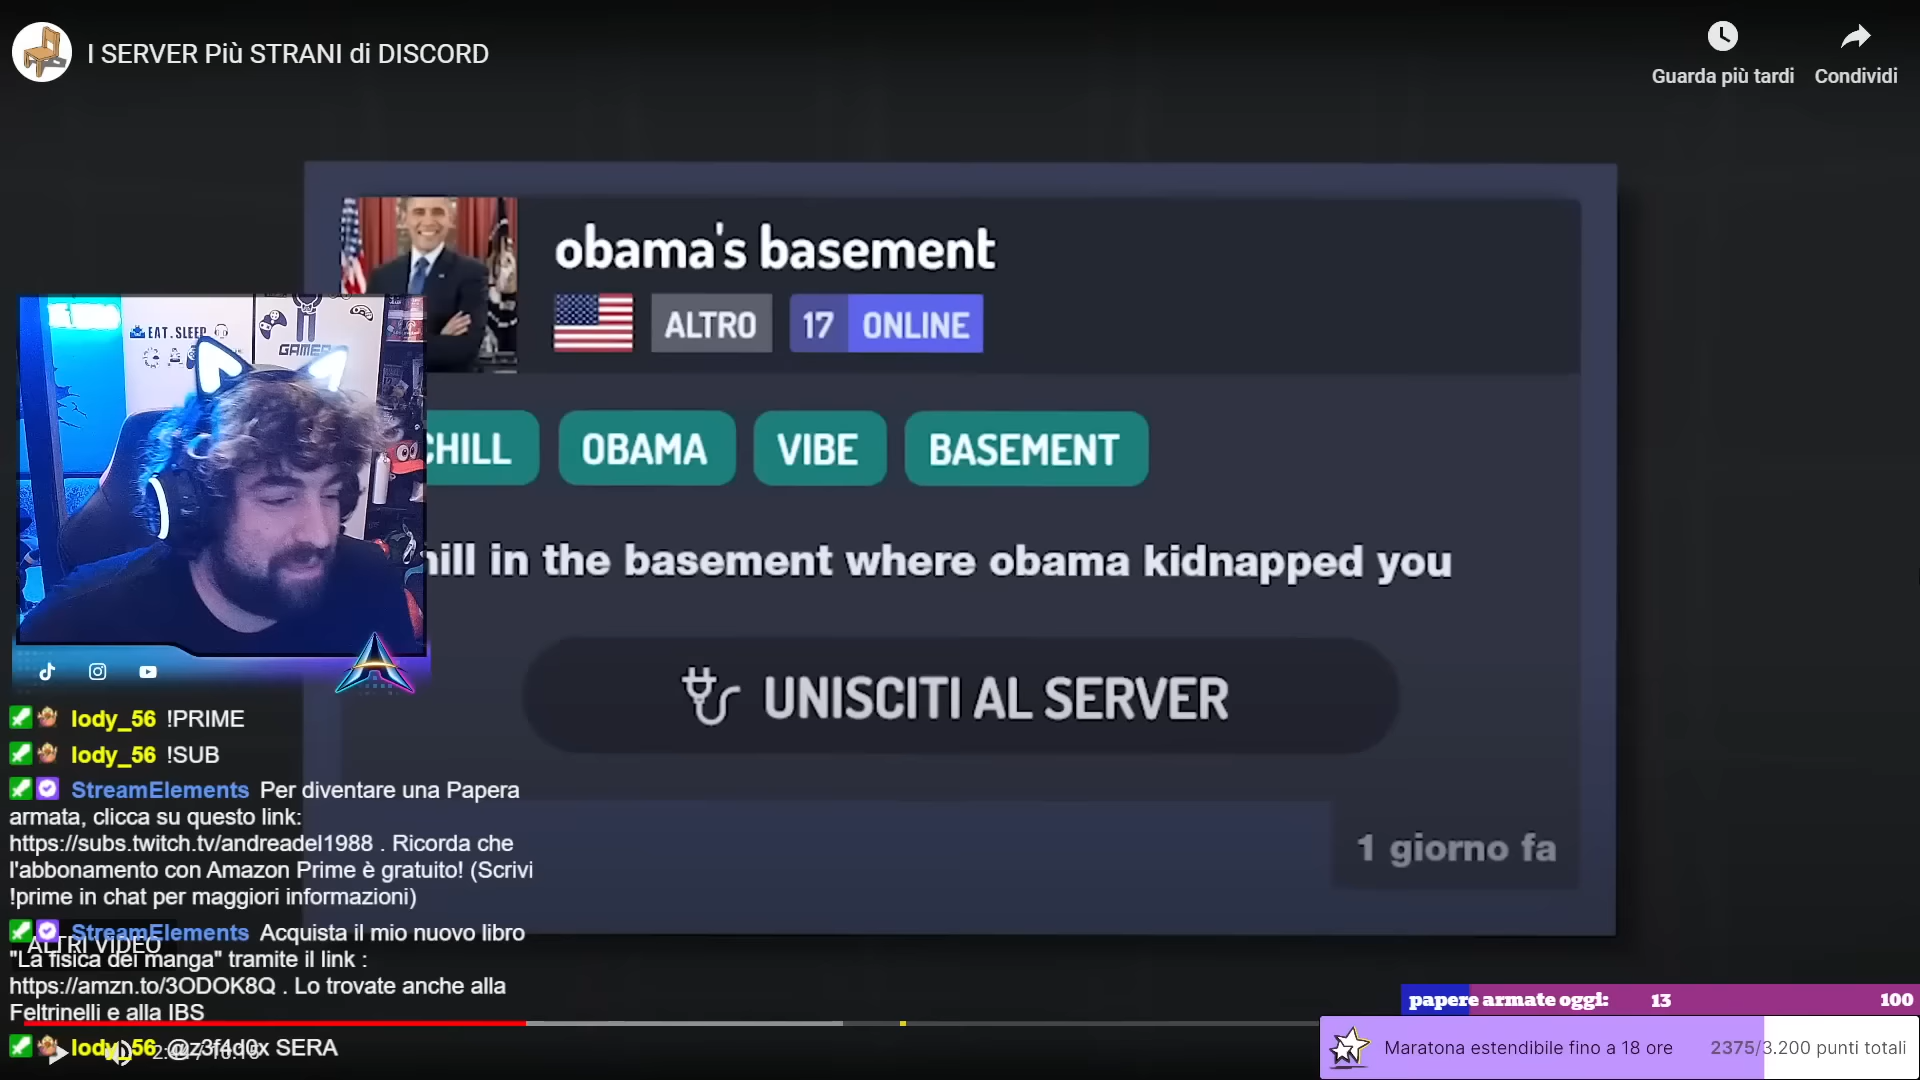 I SERVER Più STRANI di DISCORD
Guarda più tardi
Condividi
obama's basement
ALTRO
17 ONLINE
EAT.SLEEP
GAMER
CHILL
OBAMA
VIBE
BASEMENT
hill in the basement where obama kidnapped you
UNISCITI AL SERVER
1 giorno fa
lody_56 !PRIME
lody_56 !SUB
StreamElements Per diventare una Papera
armata, clicca su questo link:
https://subs.twitch.tv/andreadel1988 . Ricorda che
l'abbonamento con Amazon Prime è gratuito! (Scrivi
!prime in chat per maggiori informazioni)
StreamElements Acquista il mio nuovo libro
ALTRI VIDEO
"La fisica dei manga" tramite il link :
https://amzn.to/3ODOK8Q . Lo trovate anche alla
Feltrinelli e alla IBS
lody_56 @z3f4d0x SERA
papere armate oggi: 13 100
Maratona estendibile fino a 18 ore 2375/3.200 punti totali